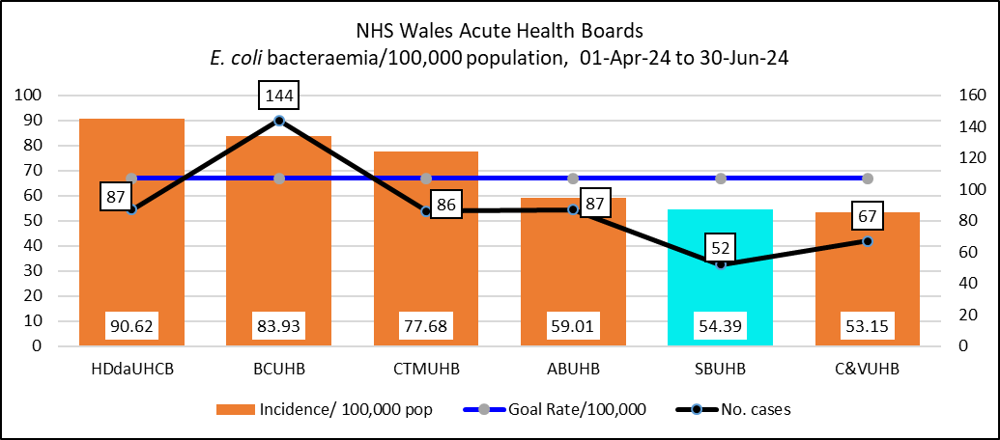 NHS Wales Acute Health Boards
E. coli bacteraemia/100,000 population,  01-Apr-24 to 30-Jun-24
100
90
80
70
60
50
40
30
20
10
0
160
140
120
100
80
60
40
20
0
87
144
86
87
52
67
90.62
83.93
77.68
59.01
54.39
53.15
HDdaUHCB
BCUHB
CTMUHB
ABUHB
SBUHB
C&VUHB
Incidence/ 100,000 pop
Goal Rate/100,000
No. cases